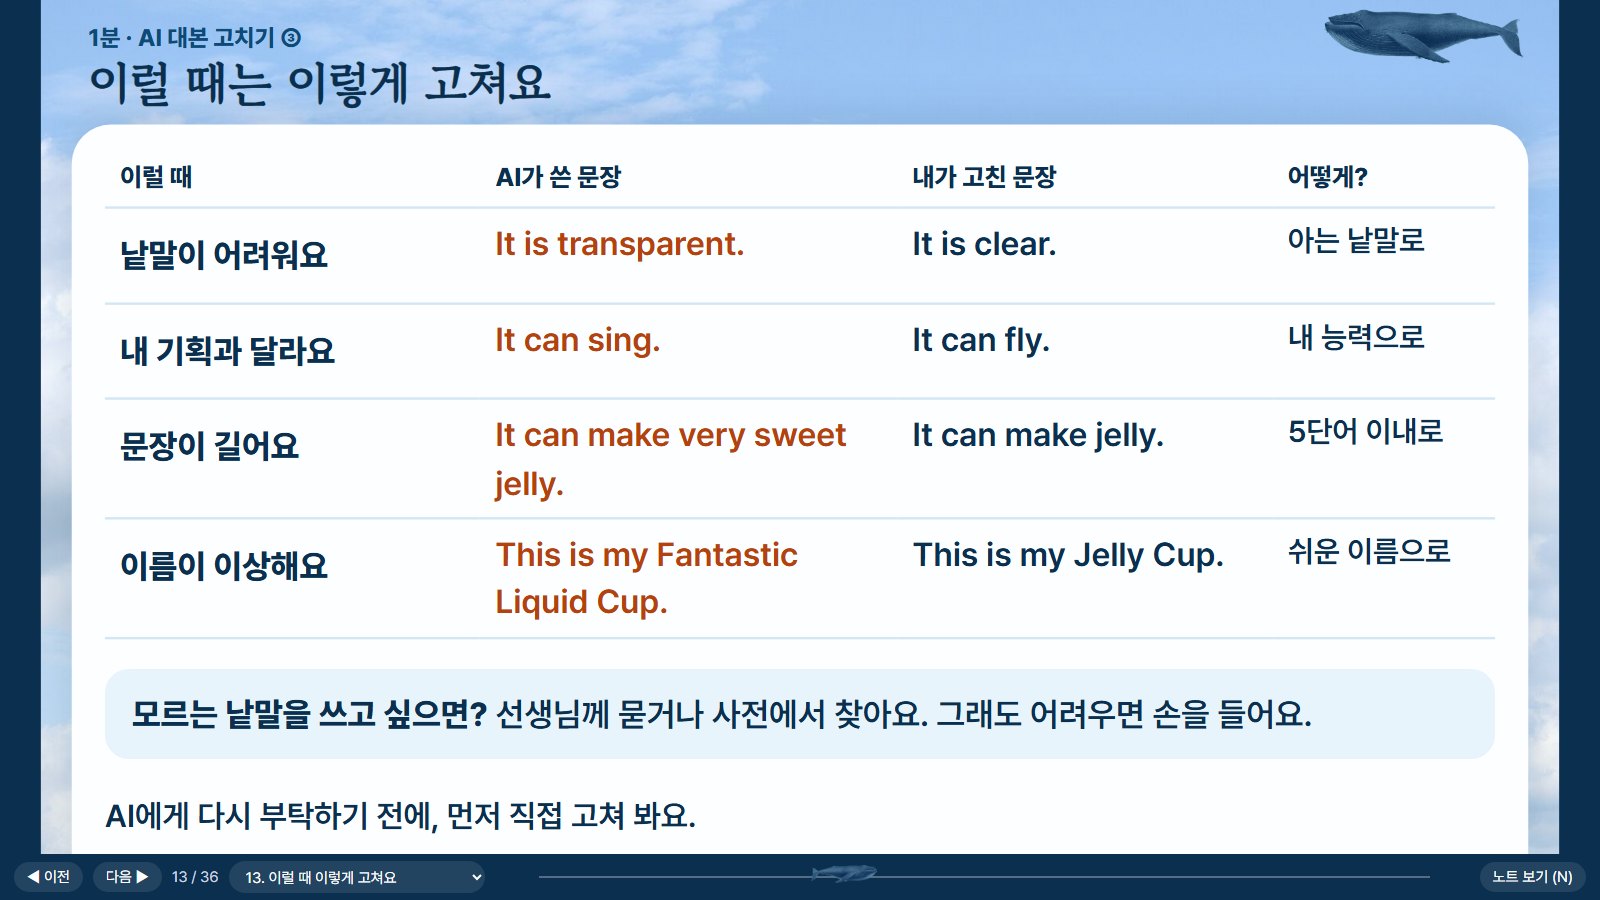 1분 · AI 대본 고치기 ③
이럴 때는 이렇게 고쳐요
이럴 때 AI가 쓴 문장 내가 고친 문장 어떻게?
낱말이 어려워요 It is transparent. It is clear. 아는 낱말로
내 기획과 달라요 It can sing. It can fly. 내 능력으로
문장이 길어요 It can make very sweet It can make jelly. 5단어 이내로
jelly.
이름이 이상해요 This is my Fantastic This is my Jelly Cup. 쉬운 이름으로
Liquid Cup.
모르는 낱말을 쓰고 싶으면? 선생님께 묻거나 사전에서 찾아요. 그래도 어려우면 손을 들어요.
AI에게 다시 부탁하기 전에, 먼저 직접 고쳐 봐요.
◀ 이전 다음 ▶ 13 / 36 13. 이럴 때 이렇게 고쳐요 노트 보기 (N)